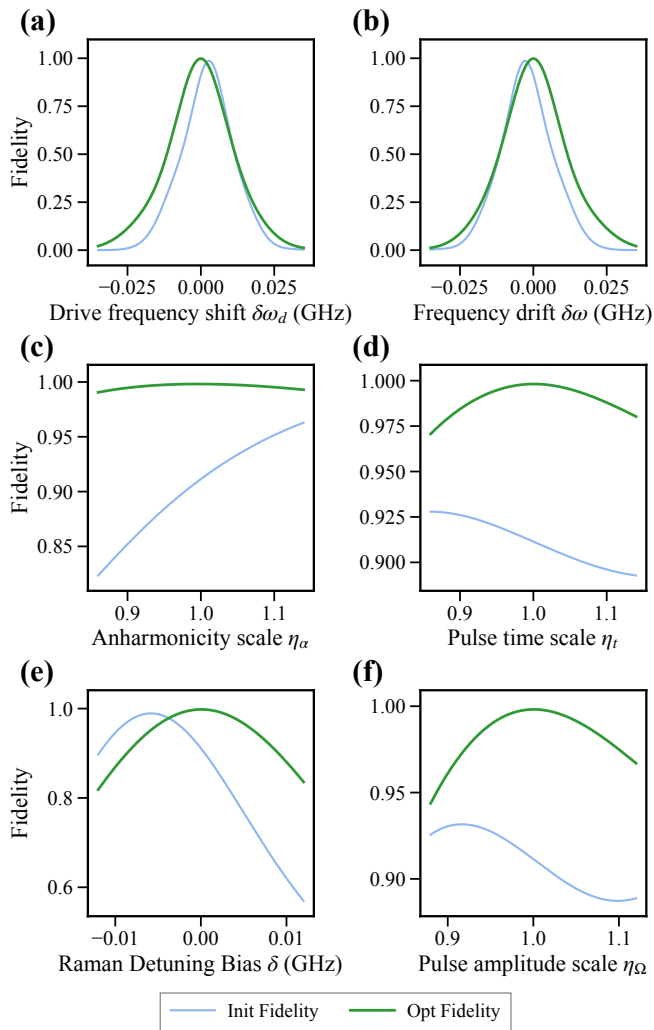 (a)
(b)
Fidelity
1.00
0.75
0.50
0.25
0.00
−0.025
0.000
0.025
Drive frequency shift δω_d (GHz)
1.00
0.75
0.50
0.25
0.00
−0.025
0.000
0.025
Frequency drift δω (GHz)
(c)
(d)
Fidelity
1.00
0.95
0.90
0.85
0.9
1.0
1.1
Anharmonicity scale η_α
1.000
0.975
0.950
0.925
0.900
0.9
1.0
1.1
Pulse time scale η_t
(e)
(f)
Fidelity
1.0
0.8
0.6
−0.01
0.00
0.01
Raman Detuning Bias δ (GHz)
1.00
0.95
0.90
0.9
1.0
1.1
Pulse amplitude scale η_Ω
Init Fidelity
Opt Fidelity